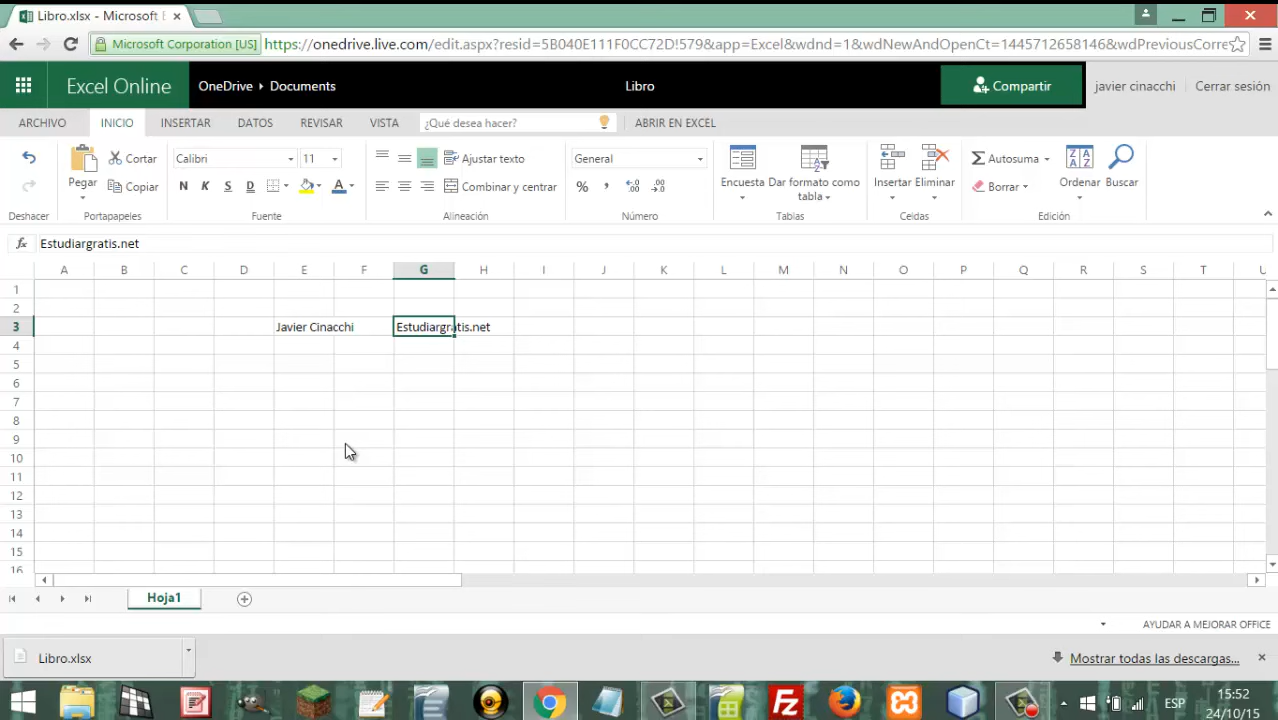 Libro.xlsx - Microsoft E
Microsoft Corporation [US] https://onedrive.live.com/edit.aspx?resid=5B040E111F0CC72D!579&app=Excel&wdnd=1&wdNewAndOpenCt=1445712658146&wdPreviousCorre
Excel Online OneDrive ▸ Documents Libro Compartir javier cinacchi Cerrar sesión
ARCHIVO INICIO INSERTAR DATOS REVISAR VISTA ¿Qué desea hacer? ABRIR EN EXCEL
Pegar Cortar Calibri 11 Ajustar texto General Encuesta Dar formato como tabla Insertar Eliminar Autosuma Ordenar Buscar
Copiar N K S D A Combinar y centrar % , Borrar
Deshacer Portapapeles Fuente Alineación Número Tablas Celdas Edición
fx Estudiargratis.net
A B C D E F G H I J K L M N O P Q R S T U
1
2
3 Javier Cinacchi Estudiargratis.net
4
5
6
7
8
9
10
11
12
13
14
15
16
Hoja1
AYUDAR A MEJORAR OFFICE
Libro.xlsx Mostrar todas las descargas...
ESP 15:52
24/10/15